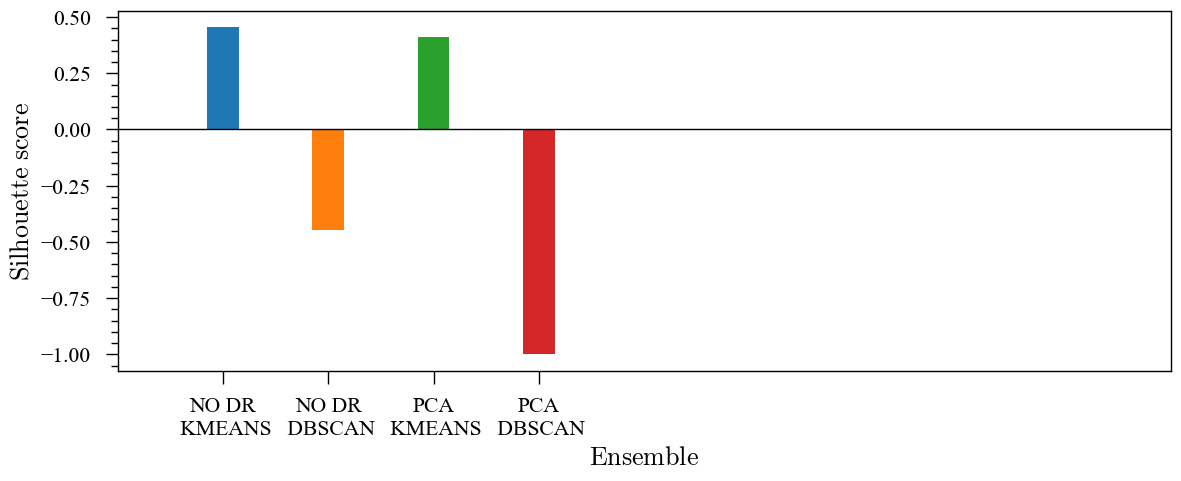 Silhouette score
0.50
0.25
0.00
−0.25
−0.50
−0.75
−1.00
NO DR NO DR PCA PCA
KMEANS DBSCAN KMEANS DBSCAN
Ensemble